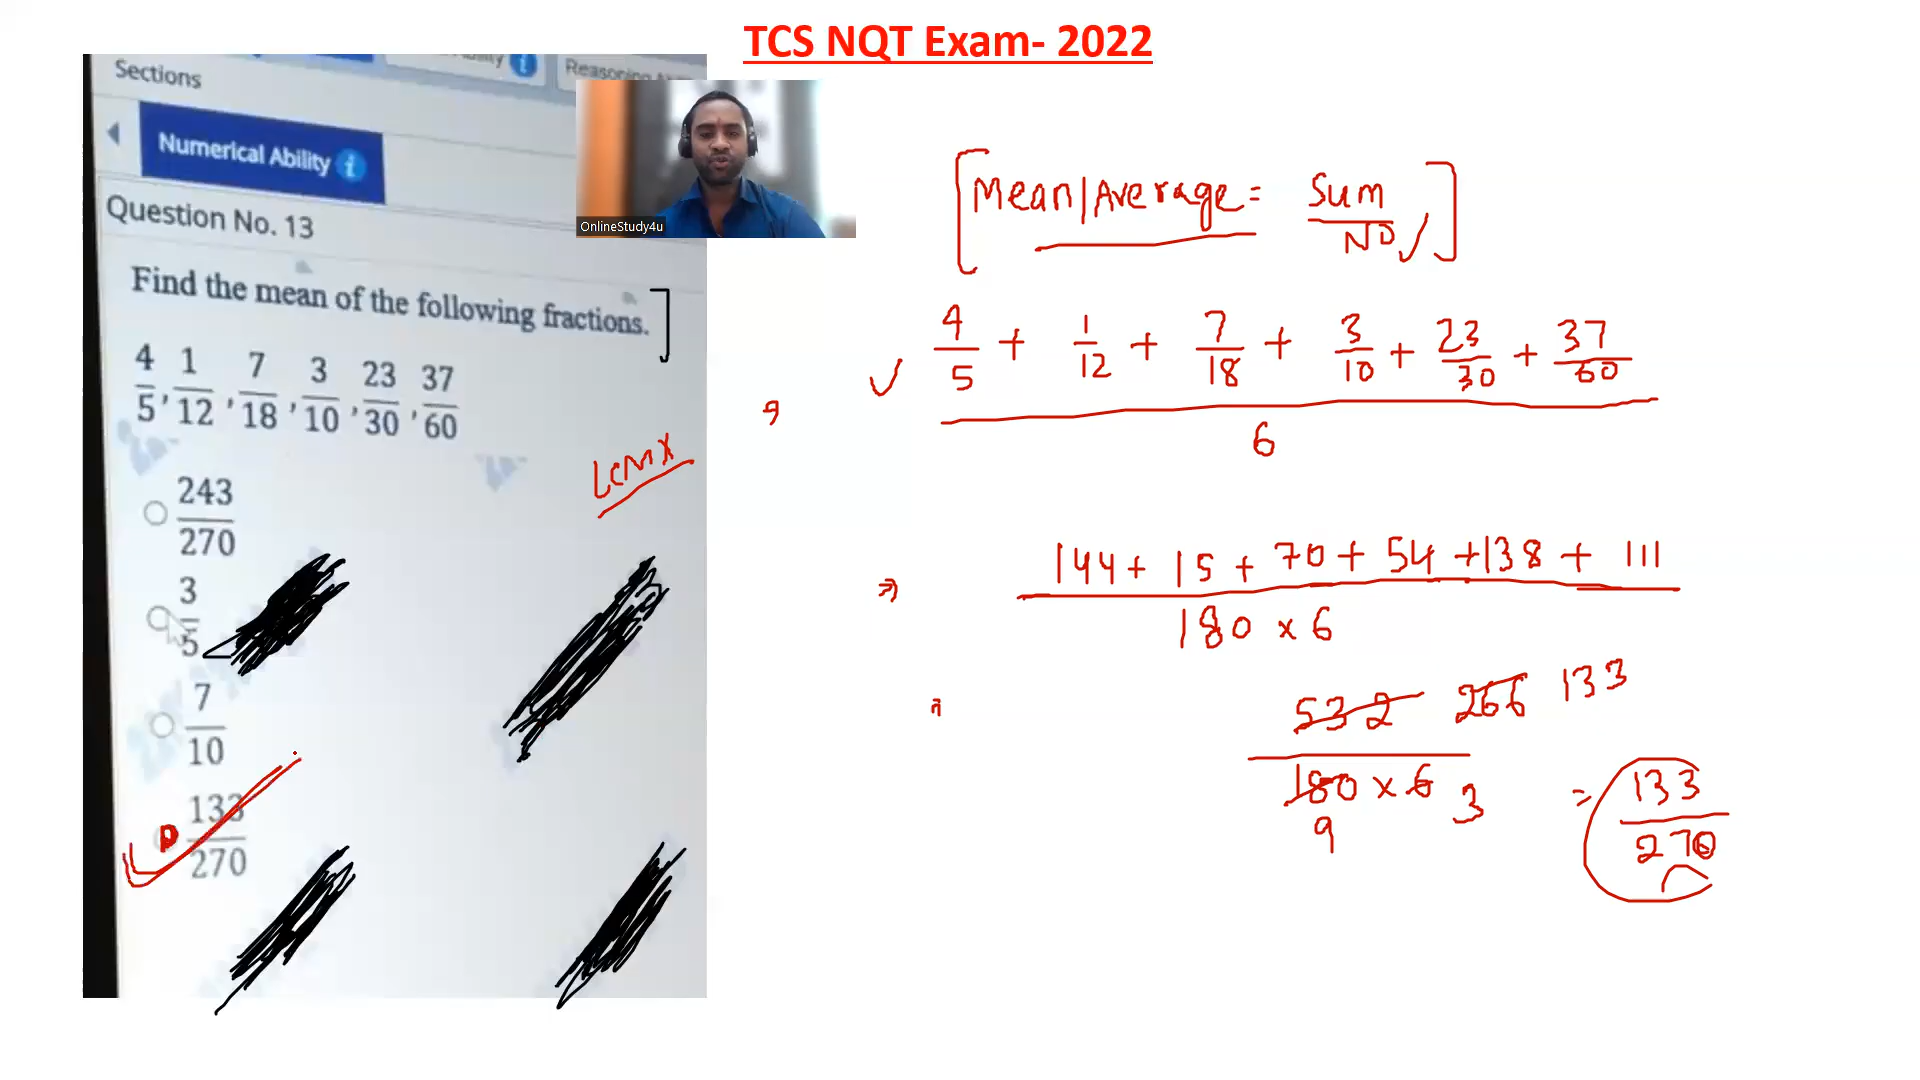 TCS NQT Exam- 2022
Sections
Numerical Ability i
Question No. 13
Find the mean of the following fractions.
4/5, 1/12, 7/18, 3/10, 23/30, 37/60
243/270
3/5
7/10
133/270
D
LCM x
OnlineStudy4u
[Mean|Average = Sum/No]
⇒ (4/5 + 1/12 + 7/18 + 3/10 + 23/30 + 37/60) / 6
⇒ (144 + 15 + 70 + 54 + 138 + 111) / (180 × 6)
532 266 133
180 × 6 3
9
= 133/270